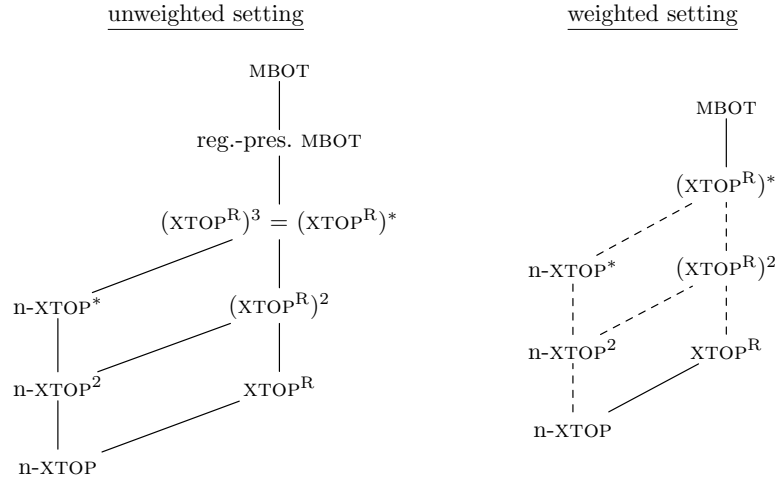 unweighted setting
MBOT
reg.-pres. MBOT
(XTOP^R)^3 = (XTOP^R)^*
n-XTOP^*
(XTOP^R)^2
n-XTOP^2
XTOP^R
n-XTOP
weighted setting
MBOT
(XTOP^R)^*
n-XTOP^*
(XTOP^R)^2
n-XTOP^2
XTOP^R
n-XTOP